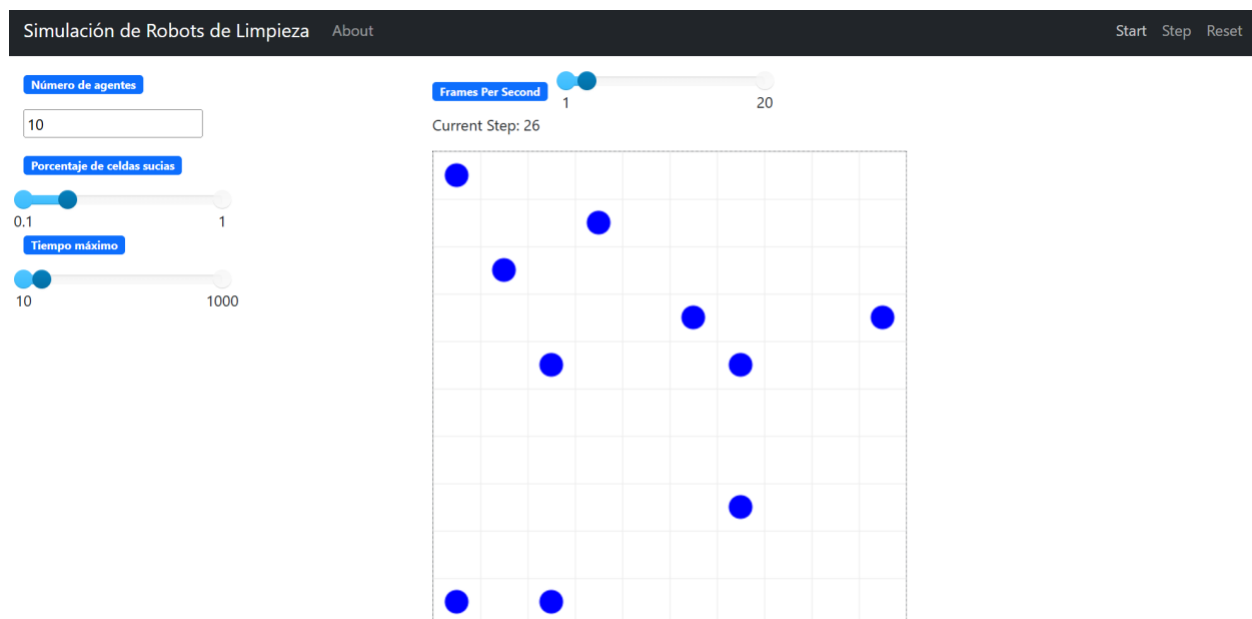 Simulación de Robots de Limpieza About Start Step Reset
Número de agentes
10
Porcentaje de celdas sucias
0.1 1
Tiempo máximo
10 1000
Frames Per Second
1 20
Current Step: 26